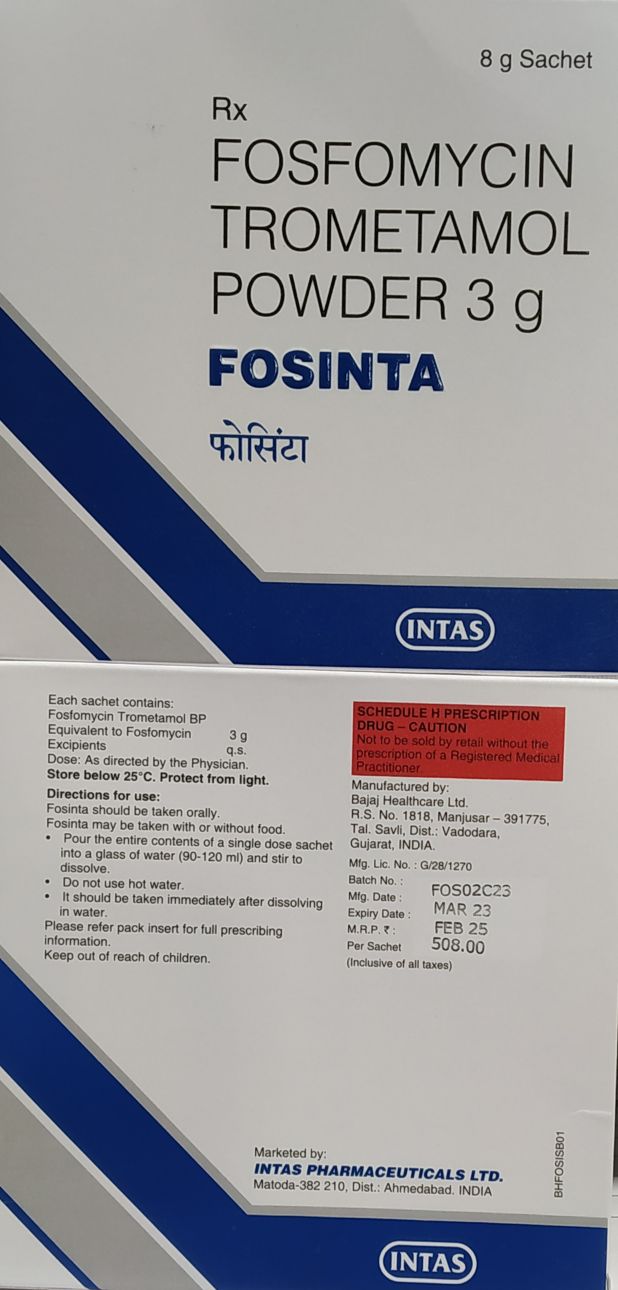 8 g Sachet
Rx
FOSFOMYCIN
TROMETAMOL
POWDER 3 g
FOSINTA
फोसिंटा
INTAS
Each sachet contains:
Fosfomycin Trometamol BP
Equivalent to Fosfomycin 3 g
Excipients q.s.
Dose: As directed by the Physician.
Store below 25°C. Protect from light.
Directions for use:
Fosinta should be taken orally.
Fosinta may be taken with or without food.
• Pour the entire contents of a single dose sachet
into a glass of water (90-120 ml) and stir to
dissolve.
• Do not use hot water.
• It should be taken immediately after dissolving
in water.
Please refer pack insert for full prescribing
information.
Keep out of reach of children.
SCHEDULE H PRESCRIPTION
DRUG – CAUTION
Not to be sold by retail without the
prescription of a Registered Medical
Practitioner.
Manufactured by:
Bajaj Healthcare Ltd.
R.S. No. 1818, Manjusar – 391775,
Tal. Savli, Dist.: Vadodara,
Gujarat, INDIA.
Mfg. Lic. No. : G/28/1270
Batch No. : FOS02C23
Mfg. Date : MAR 23
Expiry Date : FEB 25
M.R.P. ₹ : 508.00
Per Sachet
(Inclusive of all taxes)
Marketed by:
INTAS PHARMACEUTICALS LTD.
Matoda-382 210, Dist.: Ahmedabad. INDIA
BHFOSISB01
INTAS